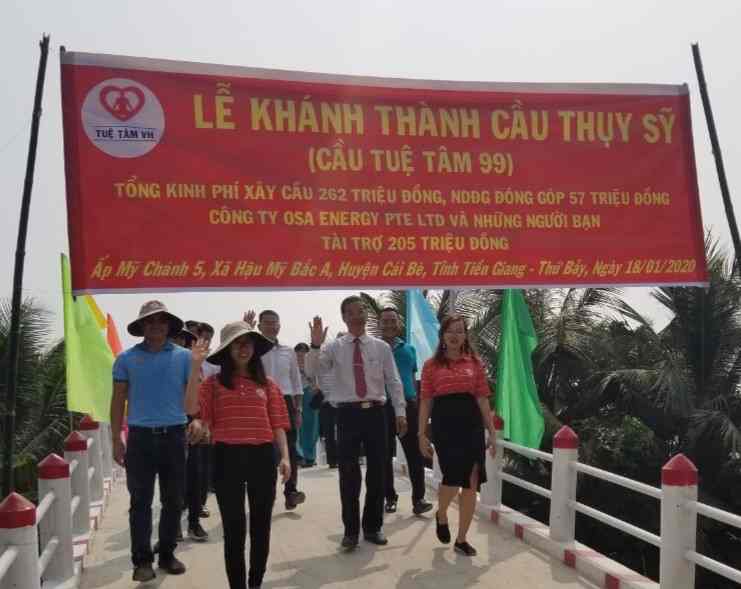 TUỆ TÂM VH
LỄ KHÁNH THÀNH CẦU THỤY SỸ
(CẦU TUỆ TÂM 99)
TỔNG KINH PHÍ XÂY CẦU 262 TRIỆU ĐỒNG, NDĐG ĐÓNG GÓP 57 TRIỆU ĐỒNG
CÔNG TY OSA ENERGY PTE LTD VÀ NHỮNG NGƯỜI BẠN
TÀI TRỢ 205 TRIỆU ĐỒNG
Ấp Mỹ Chánh 5, Xã Hậu Mỹ Bắc A, Huyện Cái Bè, Tỉnh Tiền Giang - Thứ Bảy, Ngày 18/01/2020